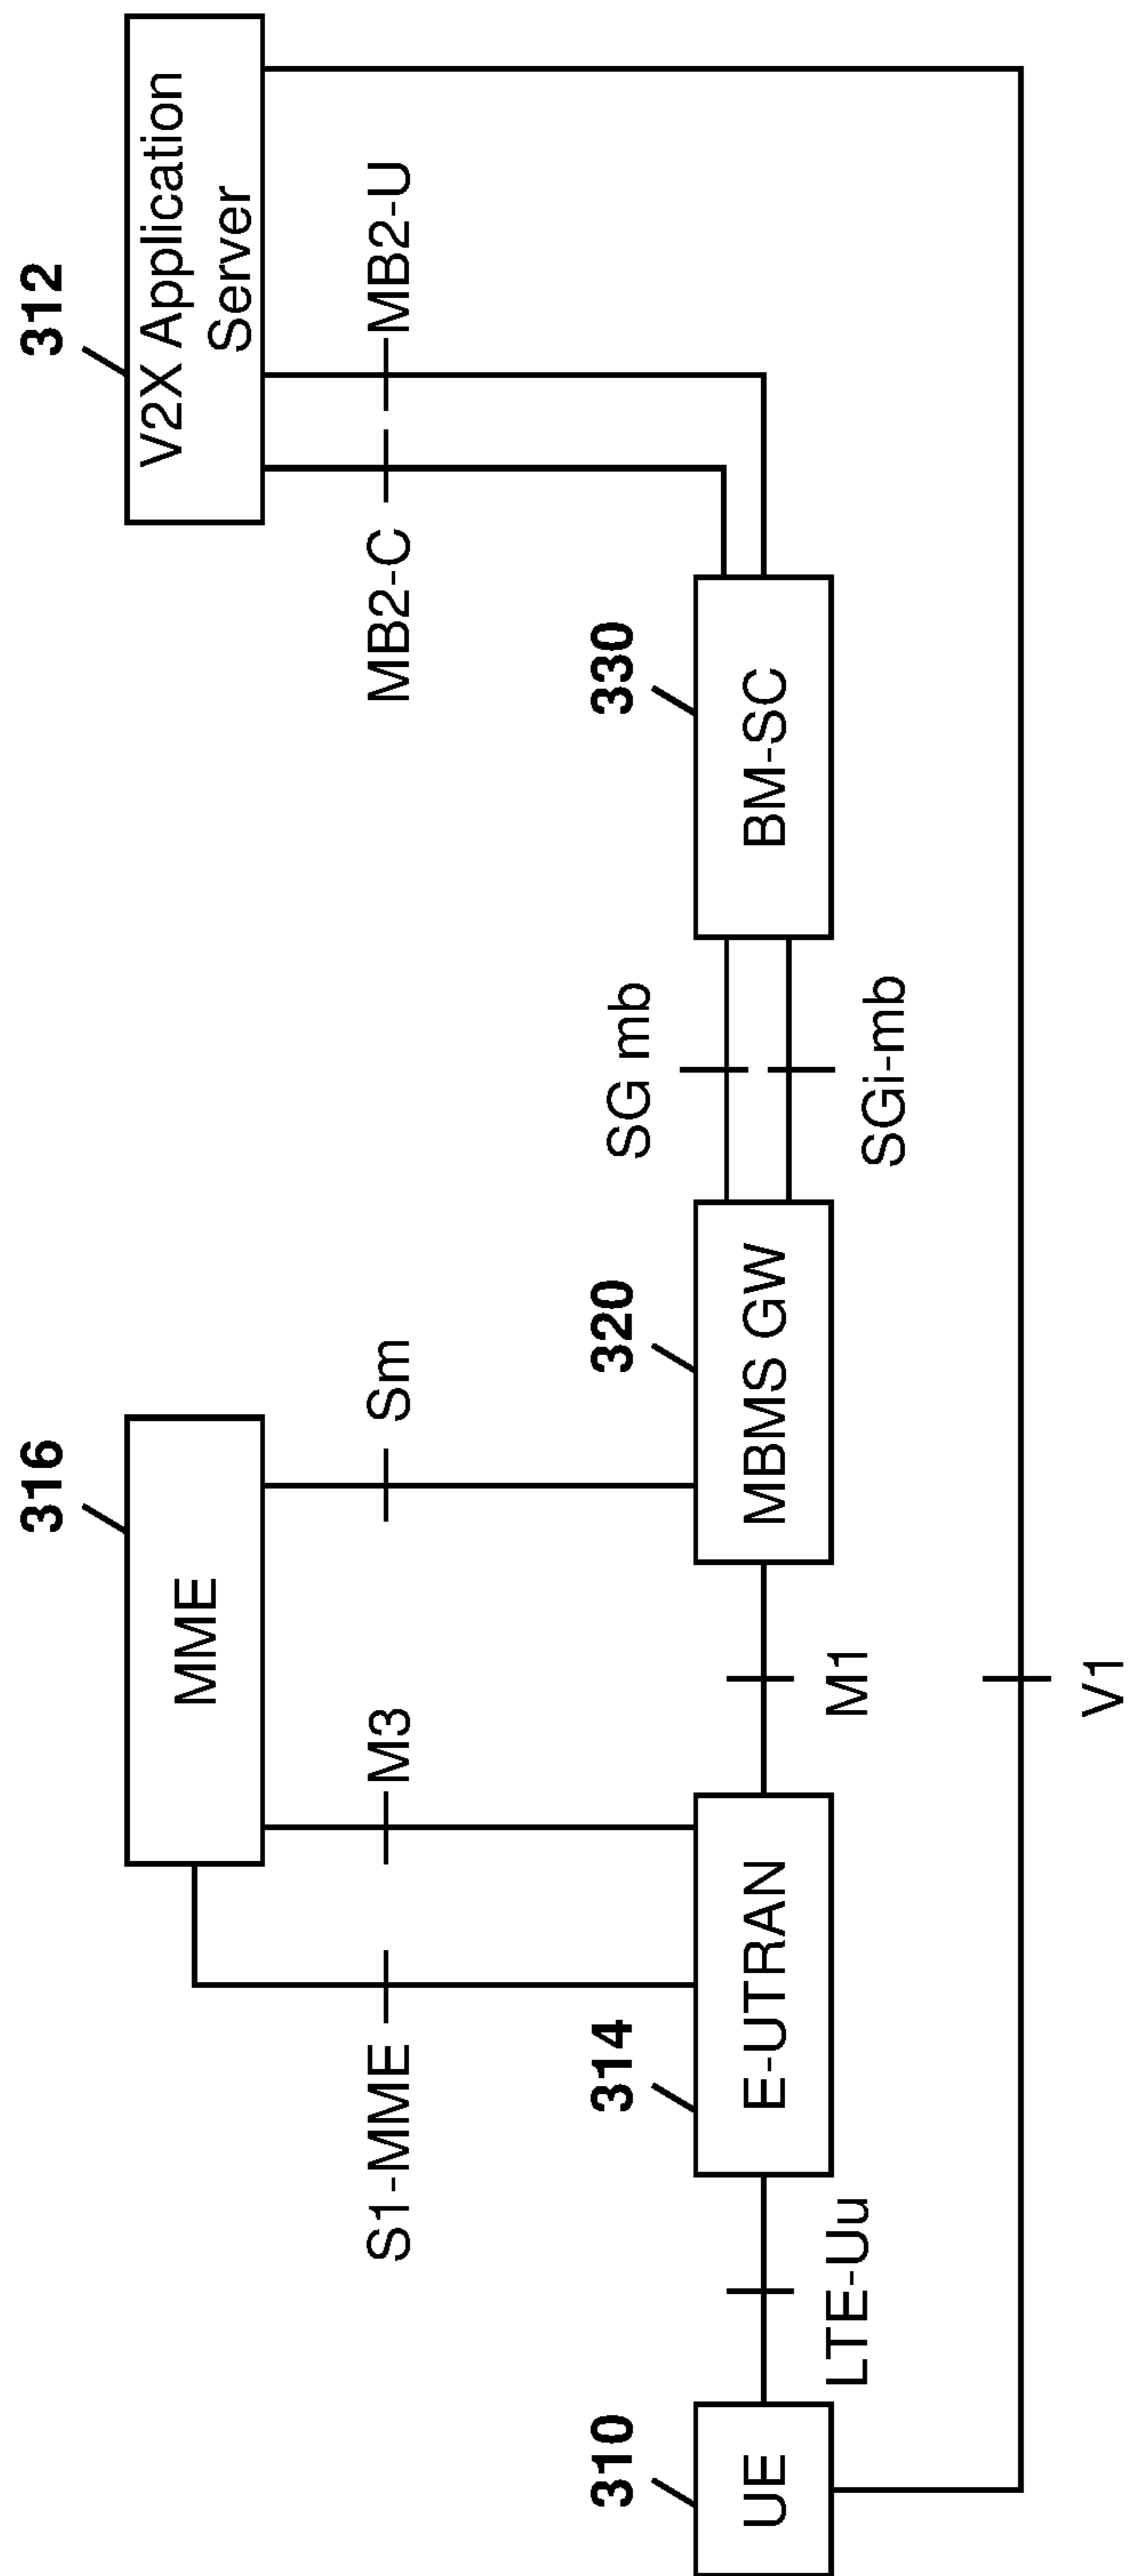 316
312
MME
V2X Application
Server
S1-MME
M3
Sm
MB2-C
MB2-U
310
314
320
330
SG mb
UE
E-UTRAN
MBMS GW
BM-SC
LTE-Uu
M1
SGi-mb
V1